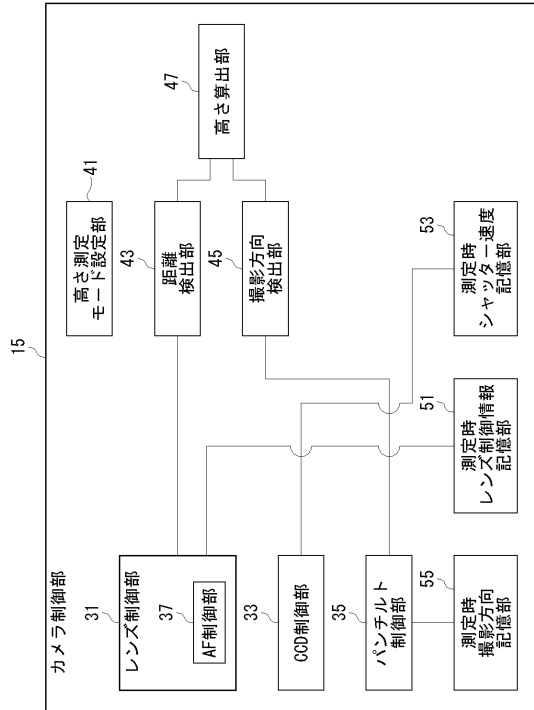 15
カメラ制御部
31
レンズ制御部
37
AF制御部
33
CCD制御部
35
パンチルト
制御部
55
測定時
撮影方向
記憶部
51
測定時
レンズ制御情報
記憶部
53
測定時
シャッター速度
記憶部
41
高さ測定
モード設定部
43
距離
検出部
45
撮影方向
検出部
47
高さ算出部